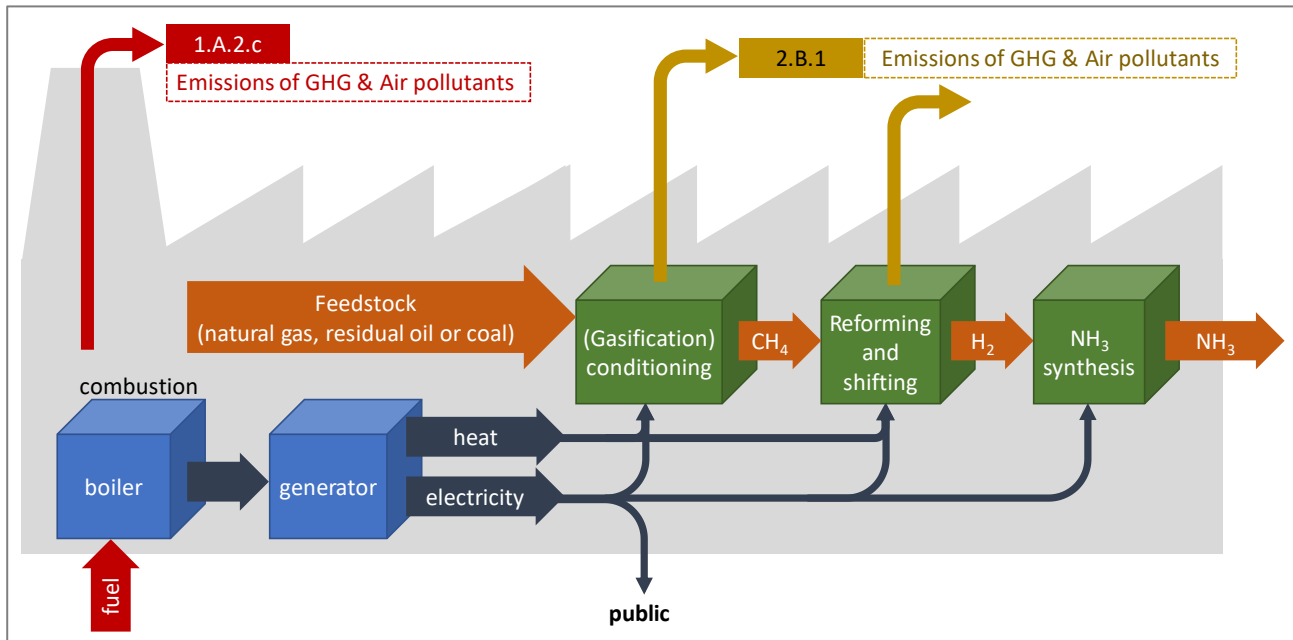 1.A.2.c
Emissions of GHG & Air pollutants
2.B.1
Emissions of GHG & Air pollutants
Feedstock
(natural gas, residual oil or coal)
(Gasification)
conditioning
CH₄
Reforming
and
shifting
H₂
NH₃
synthesis
NH₃
combustion
boiler
generator
heat
electricity
fuel
public